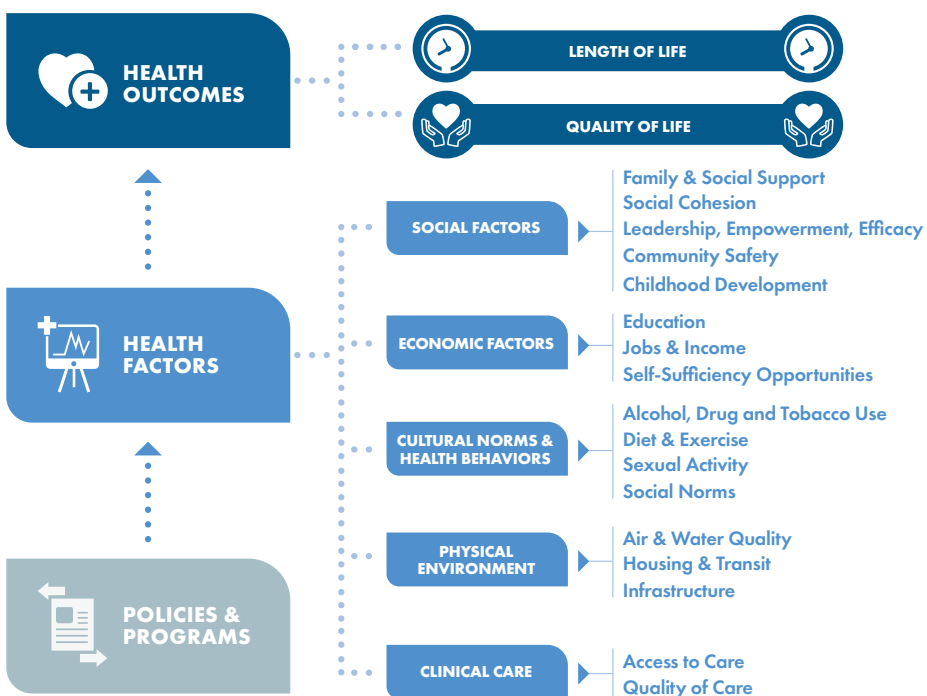 HEALTH
OUTCOMES
LENGTH OF LIFE
QUALITY OF LIFE
HEALTH
FACTORS
SOCIAL FACTORS
Family & Social Support
Social Cohesion
Leadership, Empowerment, Efficacy
Community Safety
Childhood Development
ECONOMIC FACTORS
Education
Jobs & Income
Self-Sufficiency Opportunities
CULTURAL NORMS &
HEALTH BEHAVIORS
Alcohol, Drug and Tobacco Use
Diet & Exercise
Sexual Activity
Social Norms
PHYSICAL
ENVIRONMENT
Air & Water Quality
Housing & Transit
Infrastructure
CLINICAL CARE
Access to Care
Quality of Care
POLICIES &
PROGRAMS